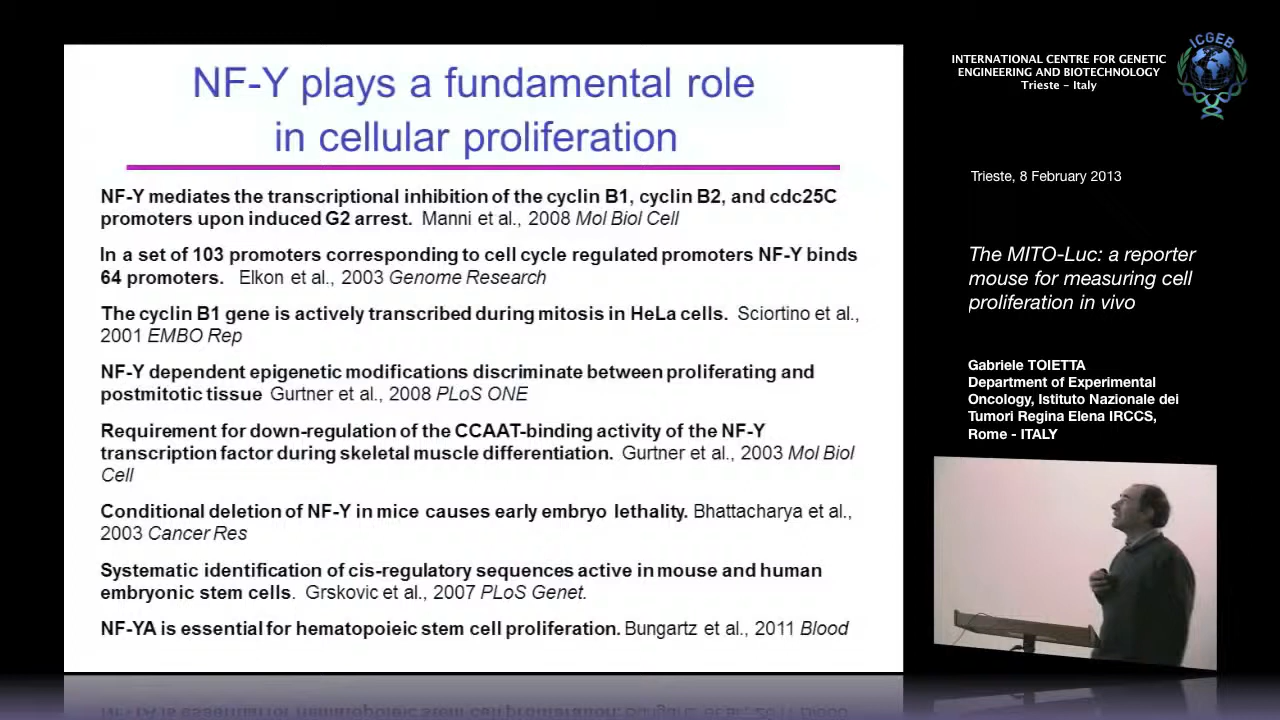 NF-Y plays a fundamental role
in cellular proliferation
NF-Y mediates the transcriptional inhibition of the cyclin B1, cyclin B2, and cdc25C
promoters upon induced G2 arrest. Manni et al., 2008 Mol Biol Cell
In a set of 103 promoters corresponding to cell cycle regulated promoters NF-Y binds
64 promoters. Elkon et al., 2003 Genome Research
The cyclin B1 gene is actively transcribed during mitosis in HeLa cells. Sciortino et al.,
2001 EMBO Rep
NF-Y dependent epigenetic modifications discriminate between proliferating and
postmitotic tissue Gurtner et al., 2008 PLoS ONE
Requirement for down-regulation of the CCAAT-binding activity of the NF-Y
transcription factor during skeletal muscle differentiation. Gurtner et al., 2003 Mol Biol
Cell
Conditional deletion of NF-Y in mice causes early embryo lethality. Bhattacharya et al.,
2003 Cancer Res
Systematic identification of cis-regulatory sequences active in mouse and human
embryonic stem cells. Grskovic et al., 2007 PLoS Genet.
NF-YA is essential for hematopoieic stem cell proliferation. Bungartz et al., 2011 Blood
INTERNATIONAL CENTRE FOR GENETIC
ENGINEERING AND BIOTECHNOLOGY
Trieste - Italy
ICGEB
Trieste, 8 February 2013
The MITO-Luc: a reporter
mouse for measuring cell
proliferation in vivo
Gabriele TOIETTA
Department of Experimental
Oncology, Istituto Nazionale dei
Tumori Regina Elena IRCCS,
Rome - ITALY